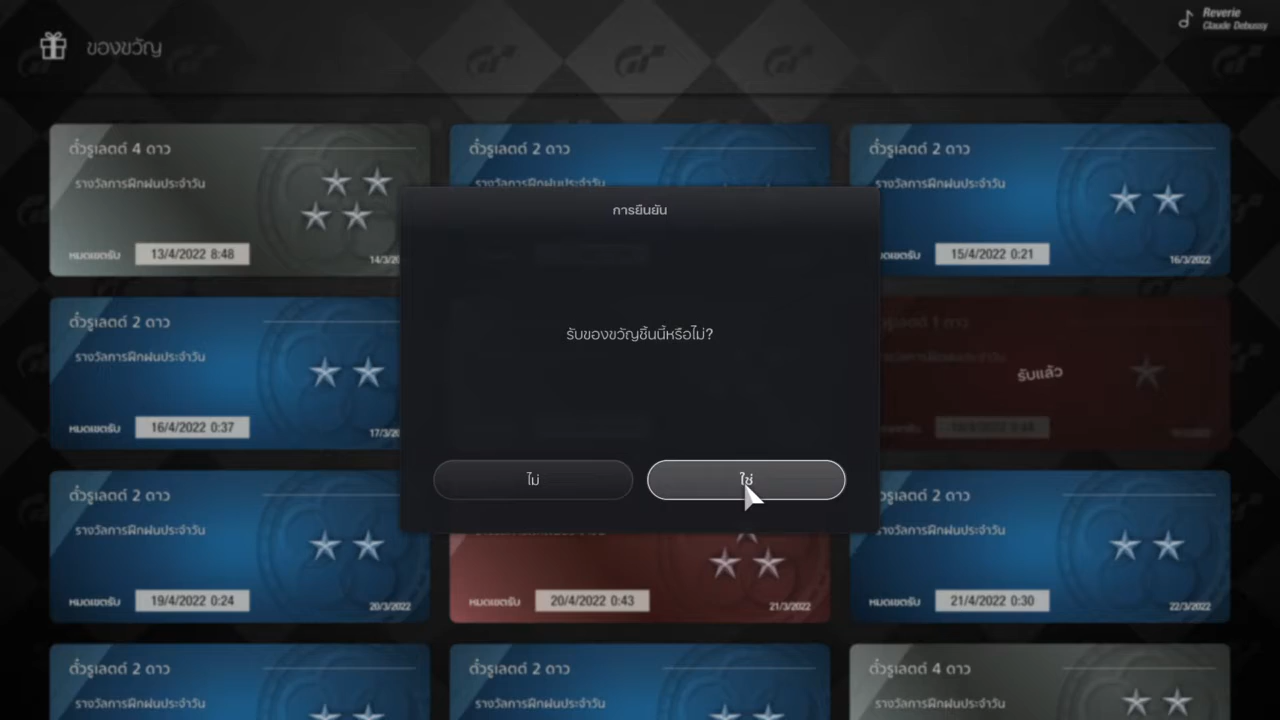 ของขวัญ
Reverie
Claude Debussy
ตั๋วรูเลตต์ 4 ดาว
รางวัลการฝึกฝนประจำวัน
หมดเขตรับ 13/4/2022 8:48
ตั๋วรูเลตต์ 2 ดาว
รางวัลการฝึกฝนประจำวัน
ตั๋วรูเลตต์ 2 ดาว
รางวัลการฝึกฝนประจำวัน
15/4/2022 0:21 16/3/2022
การยืนยัน
รับของขวัญชิ้นนี้หรือไม่?
ไม่
ใช่
ตั๋วรูเลตต์ 2 ดาว
รางวัลการฝึกฝนประจำวัน
หมดเขตรับ 16/4/2022 0:37
รับแล้ว
ตั๋วรูเลตต์ 2 ดาว
รางวัลการฝึกฝนประจำวัน
หมดเขตรับ 19/4/2022 0:24 20/3/2022
หมดเขตรับ 20/4/2022 0:43 21/3/2022
ตั๋วรูเลตต์ 2 ดาว
รางวัลการฝึกฝนประจำวัน
หมดเขตรับ 21/4/2022 0:30 22/3/2022
ตั๋วรูเลตต์ 2 ดาว
รางวัลการฝึกฝนประจำวัน
ตั๋วรูเลตต์ 2 ดาว
รางวัลการฝึกฝนประจำวัน
ตั๋วรูเลตต์ 4 ดาว
รางวัลการฝึกฝนประจำวัน